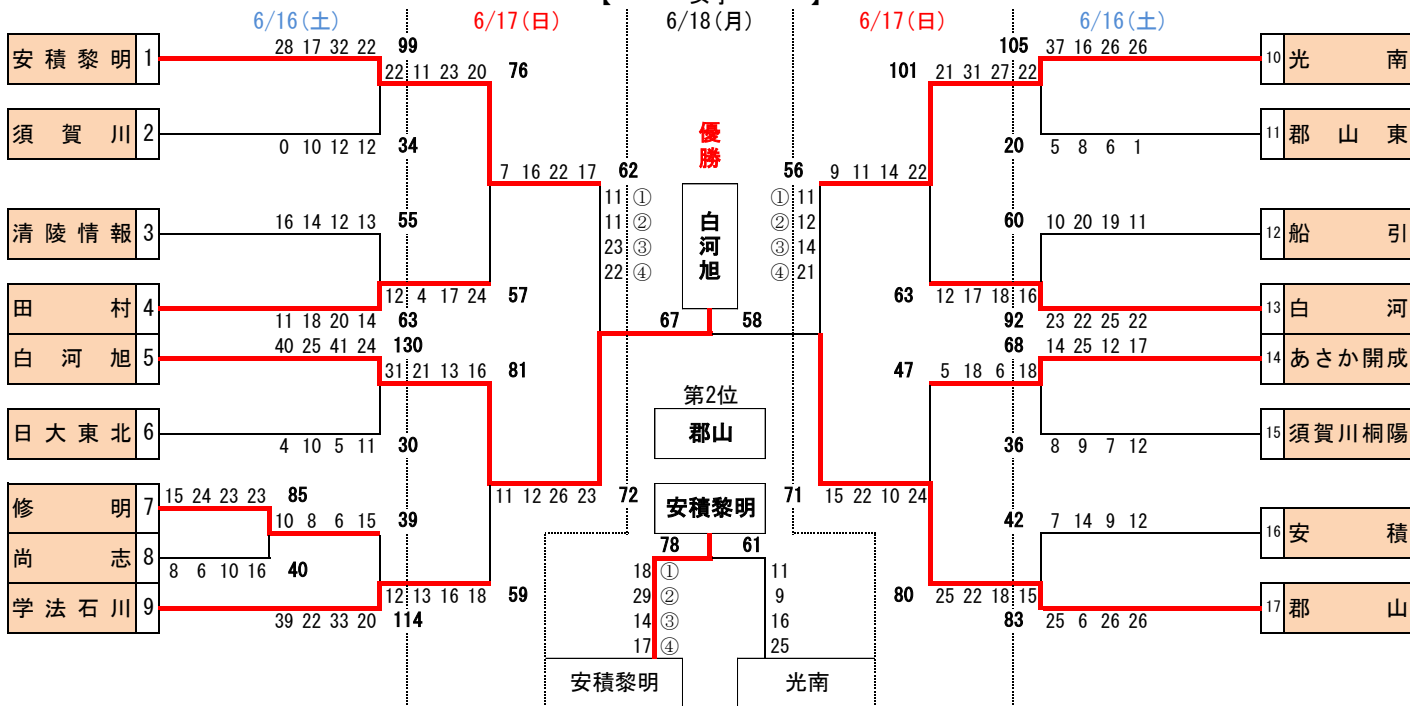 6/16(土) 6/17(日) 6/18(月) 6/17(日) 6/16(土)
安積黎明 1 28 17 32 22 99
22 11 23 20 76
須賀川 2 0 10 12 12 34
7 16 22 17 62
清陵情報 3 16 14 12 13 55
12 4 17 24 57
田村 4 11 18 20 14 63
白河旭 5 40 25 41 24 130
31 21 13 16 81
日大東北 6 4 10 5 11 30
11 12 26 23 72
修明 7 15 24 23 23 85
10 8 6 15 39
尚志 8 8 6 10 16 40
12 13 16 18 59
学法石川 9 39 22 33 20 114
優勝
白河旭
11 ①
11 ②
23 ③
22 ④
① 11
② 12
③ 14
④ 21
67 58
第2位
郡山
安積黎明
78 61
18 ① 11
29 ② 9
14 ③ 16
17 ④ 25
安積黎明 光南
105 37 16 26 26 10 光南
101 21 31 27 22
20 5 8 6 1 11 郡山東
56 9 11 14 22
60 10 20 19 11 12 船引
63 12 17 18 16
92 23 22 25 22 13 白河
68 14 25 12 17 14 あさか開成
47 5 18 6 18
36 8 9 7 12 15 須賀川桐陽
71 15 22 10 24
42 7 14 9 12 16 安積
80 25 22 18 15
83 25 6 26 26 17 郡山